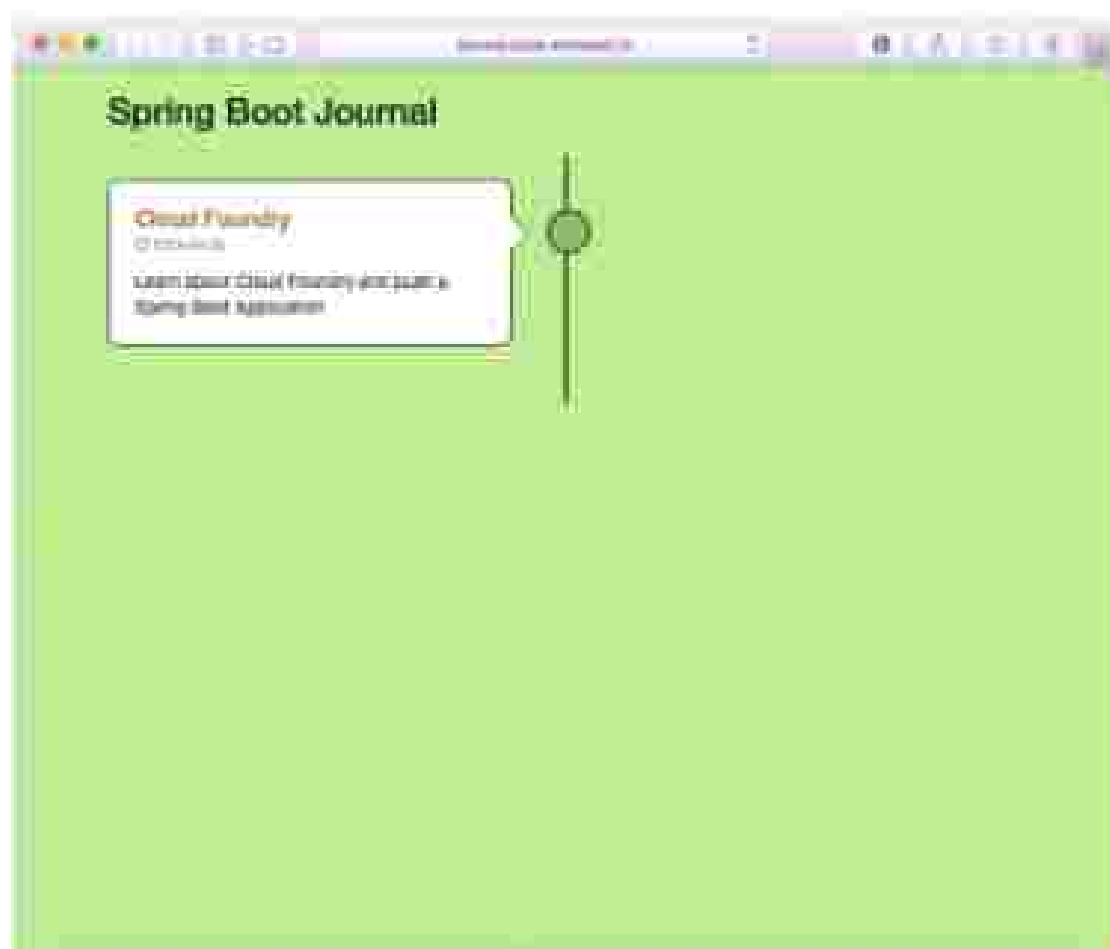 Spring Boot Journal
Cloud Foundry
Learn about Cloud Foundry and push a
Spring Boot Application